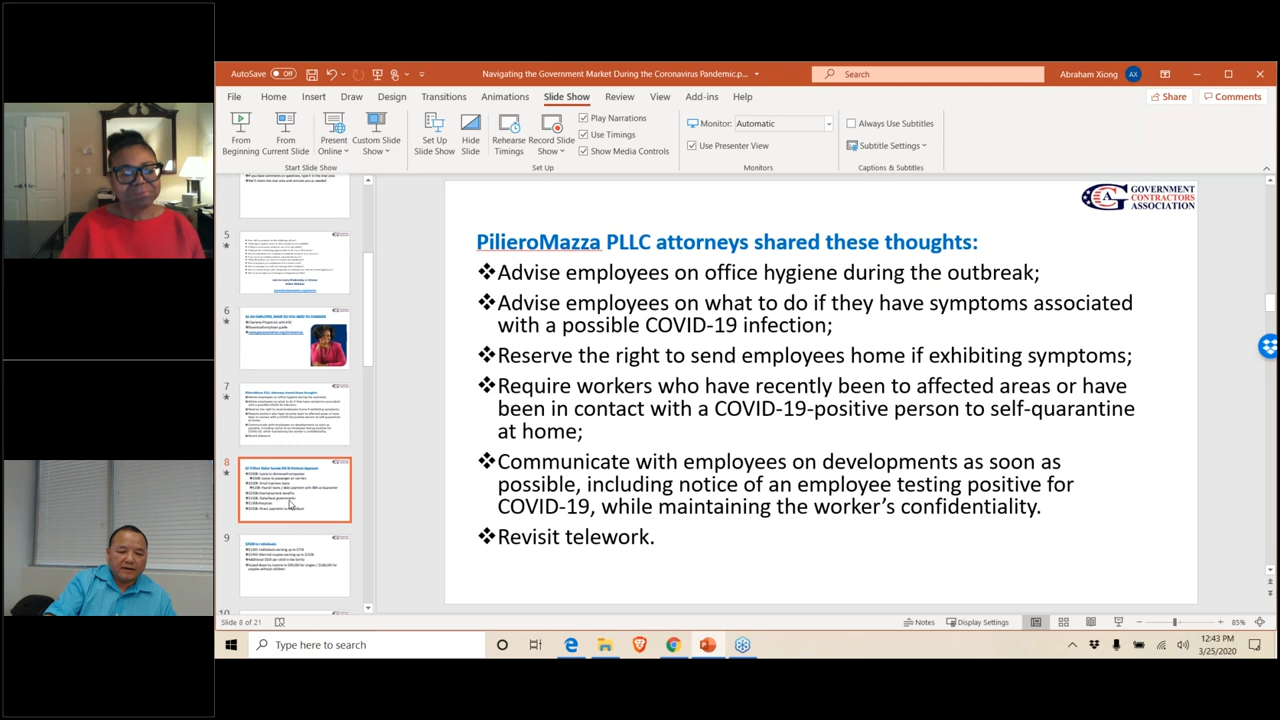 AutoSave Off Navigating the Government Market During the Coronavirus Pandemic.p... Search Abraham Xiong AX
File Home Insert Draw Design Transitions Animations Slide Show Review View Add-ins Help Share Comments
From Beginning
From Current Slide
Present Online
Custom Slide Show
Start Slide Show
Set Up Slide Show
Hide Slide
Rehearse Timings
Record Slide Show
Play Narrations
Use Timings
Show Media Controls
Set Up
Monitor: Automatic
Use Presenter View
Monitors
Always Use Subtitles
Subtitle Settings
Captions & Subtitles
5
6
7
8
9
10
GOVERNMENT
CONTRACTORS
ASSOCIATION
PilieroMazza PLLC attorneys shared these thoughts:
❖Advise employees on office hygiene during the outbreak;
❖Advise employees on what to do if they have symptoms associated
with a possible COVID-19 infection;
❖Reserve the right to send employees home if exhibiting symptoms;
❖Require workers who have recently been to affected areas or have
been in contact with a COVID-19-positive person to self-quarantine
at home;
❖Communicate with employees on developments as soon as
possible, including notice of an employee testing positive for
COVID-19, while maintaining the worker's confidentiality.
❖Revisit telework.
Slide 8 of 21 Notes Display Settings 85%
Type here to search
12:43 PM
3/25/2020